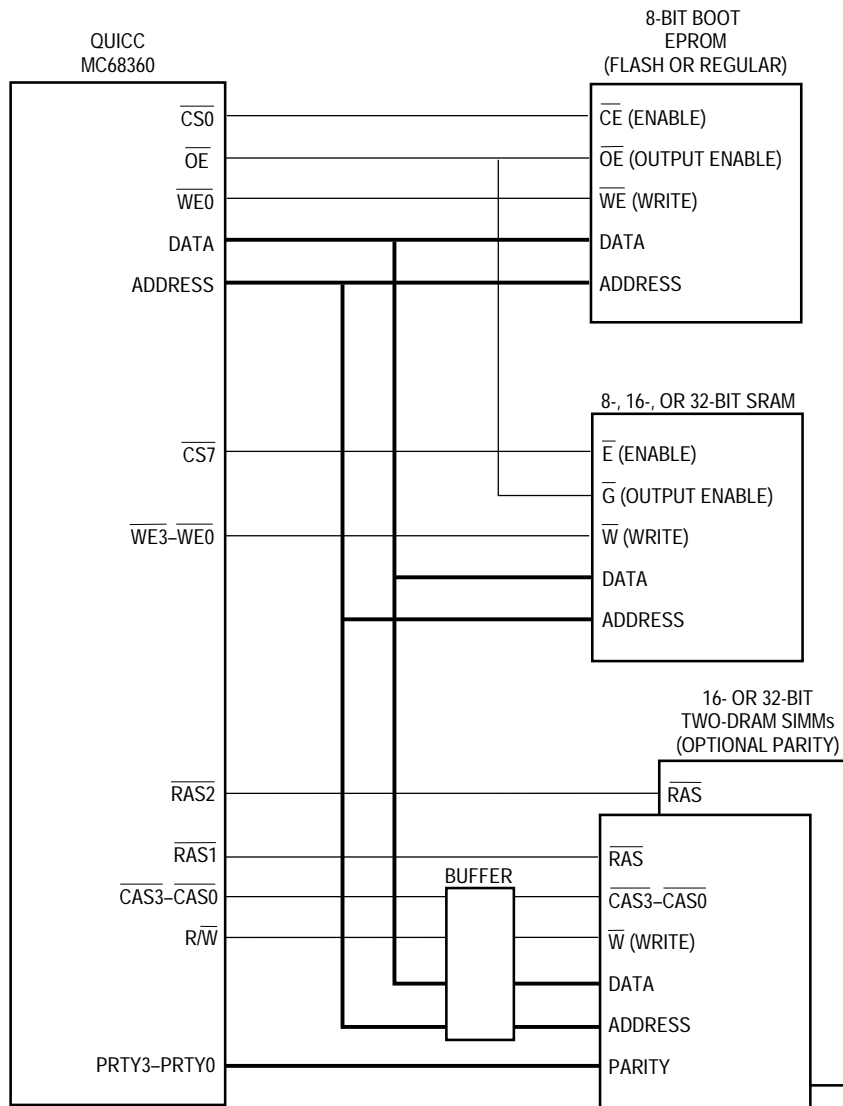 QUICC
MC68360
CS0
OE
WE0
DATA
ADDRESS
CS7
WE3–WE0
RAS2
RAS1
CAS3–CAS0
R/W
PRTY3–PRTY0
8-BIT BOOT
EPROM
(FLASH OR REGULAR)
CE (ENABLE)
OE (OUTPUT ENABLE)
WE (WRITE)
DATA
ADDRESS
8-, 16-, OR 32-BIT SRAM
E (ENABLE)
G (OUTPUT ENABLE)
W (WRITE)
DATA
ADDRESS
16- OR 32-BIT
TWO-DRAM SIMMs
(OPTIONAL PARITY)
RAS
BUFFER
RAS
CAS3–CAS0
W (WRITE)
DATA
ADDRESS
PARITY